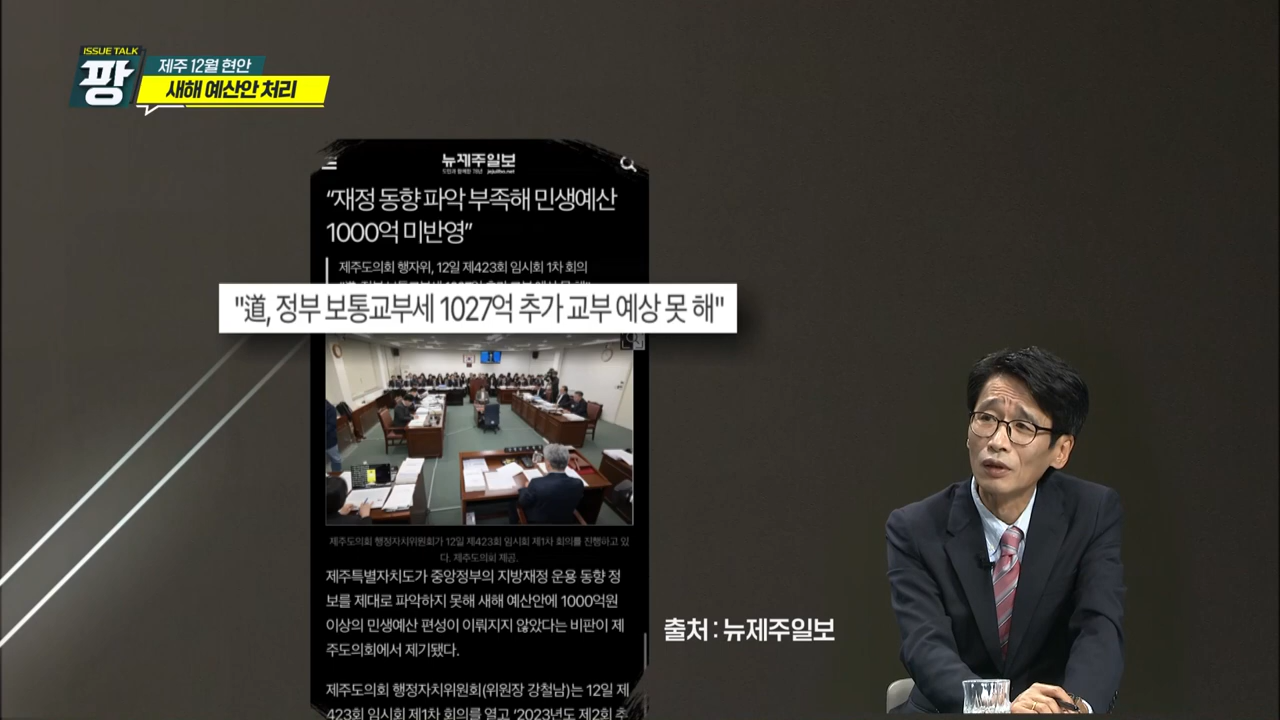 ISSUE TALK
팡
제주 12월 현안
새해 예산안 처리
뉴제주일보
도민과 함께한 78년 jejuilbo.net
“재정 동향 파악 부족해 민생예산
1000억 미반영”
제주도의회 행자위, 12일 제423회 임시회 1차 회의
"道, 정부 보통교부세 1027억 추가 교부 예상 못 해"
제주도의회 행정자치위원회가 12일 제423회 임시회 제1차 회의를 진행하고 있
다. 제주도의회 제공.
제주특별자치도가 중앙정부의 지방재정 운용 동향 정
보를 제대로 파악하지 못해 새해 예산안에 1000억원
이상의 민생예산 편성이 이뤄지지 않았다는 비판이 제
주도의회에서 제기됐다.
출처 : 뉴제주일보
제주도의회 행정자치위원회(위원장 강철남)는 12일 제
423회 임시회 제1차 회의를 열고 ‘2023년도 제2회 추